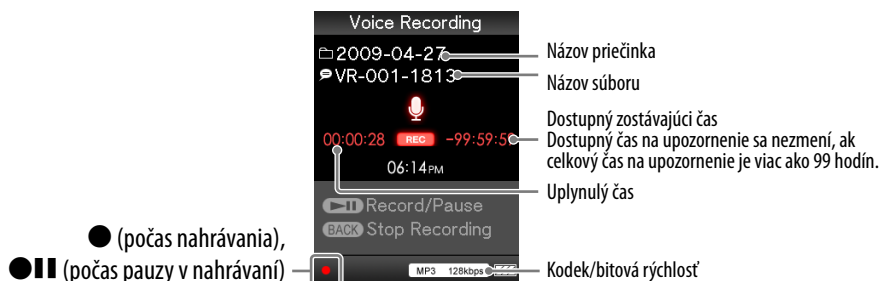 Voice Recording
2009-04-27
VR-001-1813
00:00:28 REC -99:59:59
06:14PM
Record/Pause
BACK Stop Recording
MP3 128kbps
Názov priečinka
Názov súboru
Dostupný zostávajúci čas
Dostupný čas na upozornenie sa nezmení, ak
celkový čas na upozornenie je viac ako 99 hodín.
Uplynulý čas
(počas nahrávania),
(počas pauzy v nahrávaní)
Kodek/bitová rýchlosť